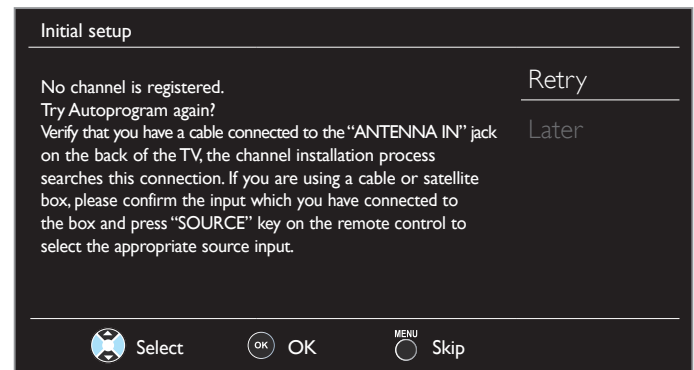 Initial setup
No channel is registered.
Try Autoprogram again?
Verify that you have a cable connected to the “ANTENNA IN” jack
on the back of the TV, the channel installation process
searches this connection. If you are using a cable or satellite
box, please confirm the input which you have connected to
the box and press “SOURCE” key on the remote control to
select the appropriate source input.
Retry
Later
Select
OK OK
MENU
Skip